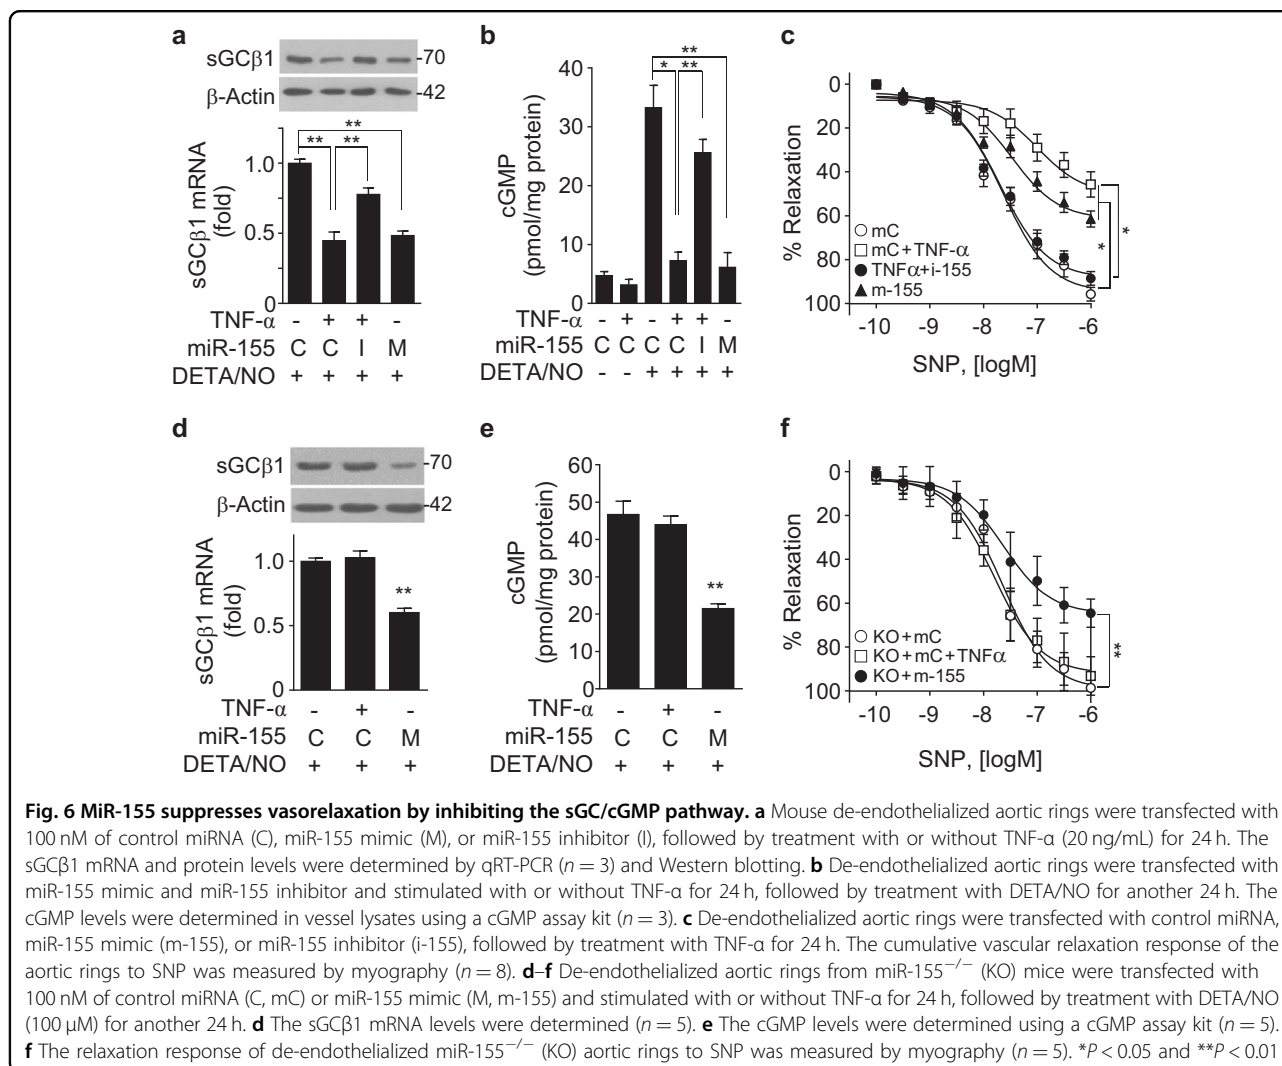 a
sGCβ1
-70
β-Actin
-42
sGCβ1 mRNA
(fold)
1.0
0.5
0
**
**
**
TNF-α - + + -
miR-155 C C I M
DETA/NO + + + +
b
cGMP
(pmol/mg protein)
40
30
20
10
0
**
*
**
TNF-α - + - + + -
miR-155 C C C C I M
DETA/NO - - + + + +
c
% Relaxation
0
20
40
60
80
100
mC
mC+TNF-α
TNFα+i-155
m-155
*
*
-10 -9 -8 -7 -6
SNP, [logM]
d
sGCβ1
-70
β-Actin
-42
sGCβ1 mRNA
(fold)
1.0
0.5
0
**
TNF-α - + -
miR-155 C C M
DETA/NO + + +
e
cGMP
(pmol/mg protein)
60
50
40
30
20
10
0
**
TNF-α - + -
miR-155 C C M
DETA/NO + + +
f
% Relaxation
0
20
40
60
80
100
KO+mC
KO+mC+TNFα
KO+m-155
**
-10 -9 -8 -7 -6
SNP, [logM]
Fig. 6 MiR-155 suppresses vasorelaxation by inhibiting the sGC/cGMP pathway. a Mouse de-endothelialized aortic rings were transfected with
100 nM of control miRNA (C), miR-155 mimic (M), or miR-155 inhibitor (I), followed by treatment with or without TNF-α (20 ng/mL) for 24 h. The
sGCβ1 mRNA and protein levels were determined by qRT-PCR (n = 3) and Western blotting. b De-endothelialized aortic rings were transfected with
miR-155 mimic and miR-155 inhibitor and stimulated with or without TNF-α for 24 h, followed by treatment with DETA/NO for another 24 h. The
cGMP levels were determined in vessel lysates using a cGMP assay kit (n = 3). c De-endothelialized aortic rings were transfected with control miRNA,
miR-155 mimic (m-155), or miR-155 inhibitor (i-155), followed by treatment with TNF-α for 24 h. The cumulative vascular relaxation response of the
aortic rings to SNP was measured by myography (n = 8). d–f De-endothelialized aortic rings from miR-155−/− (KO) mice were transfected with
100 nM of control miRNA (C, mC) or miR-155 mimic (M, m-155) and stimulated with or without TNF-α for 24 h, followed by treatment with DETA/NO
(100 μM) for another 24 h. d The sGCβ1 mRNA levels were determined (n = 5). e The cGMP levels were determined using a cGMP assay kit (n = 5).
f The relaxation response of de-endothelialized miR-155−/− (KO) aortic rings to SNP was measured by myography (n = 5). *P < 0.05 and **P < 0.01